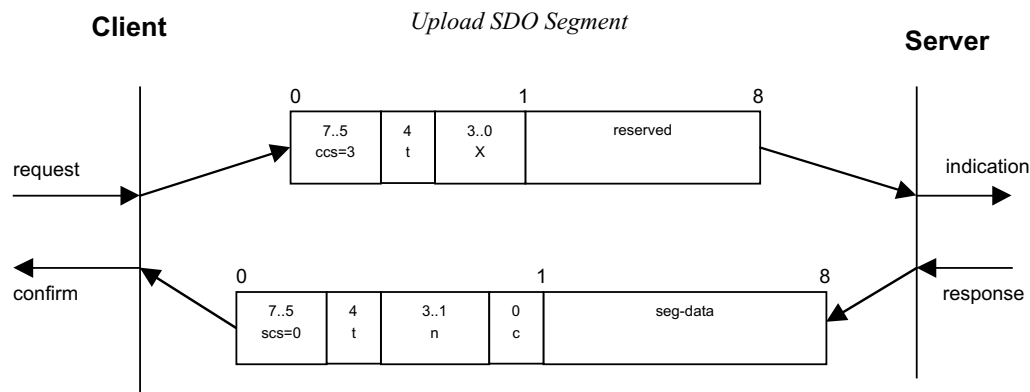 Upload SDO Segment
Client
Server
0 1 8
7..5 4 3..0 reserved
ccs=3 t X
request
indication
confirm
response
0 1 8
7..5 4 3..1 0 seg-data
scs=0 t n c